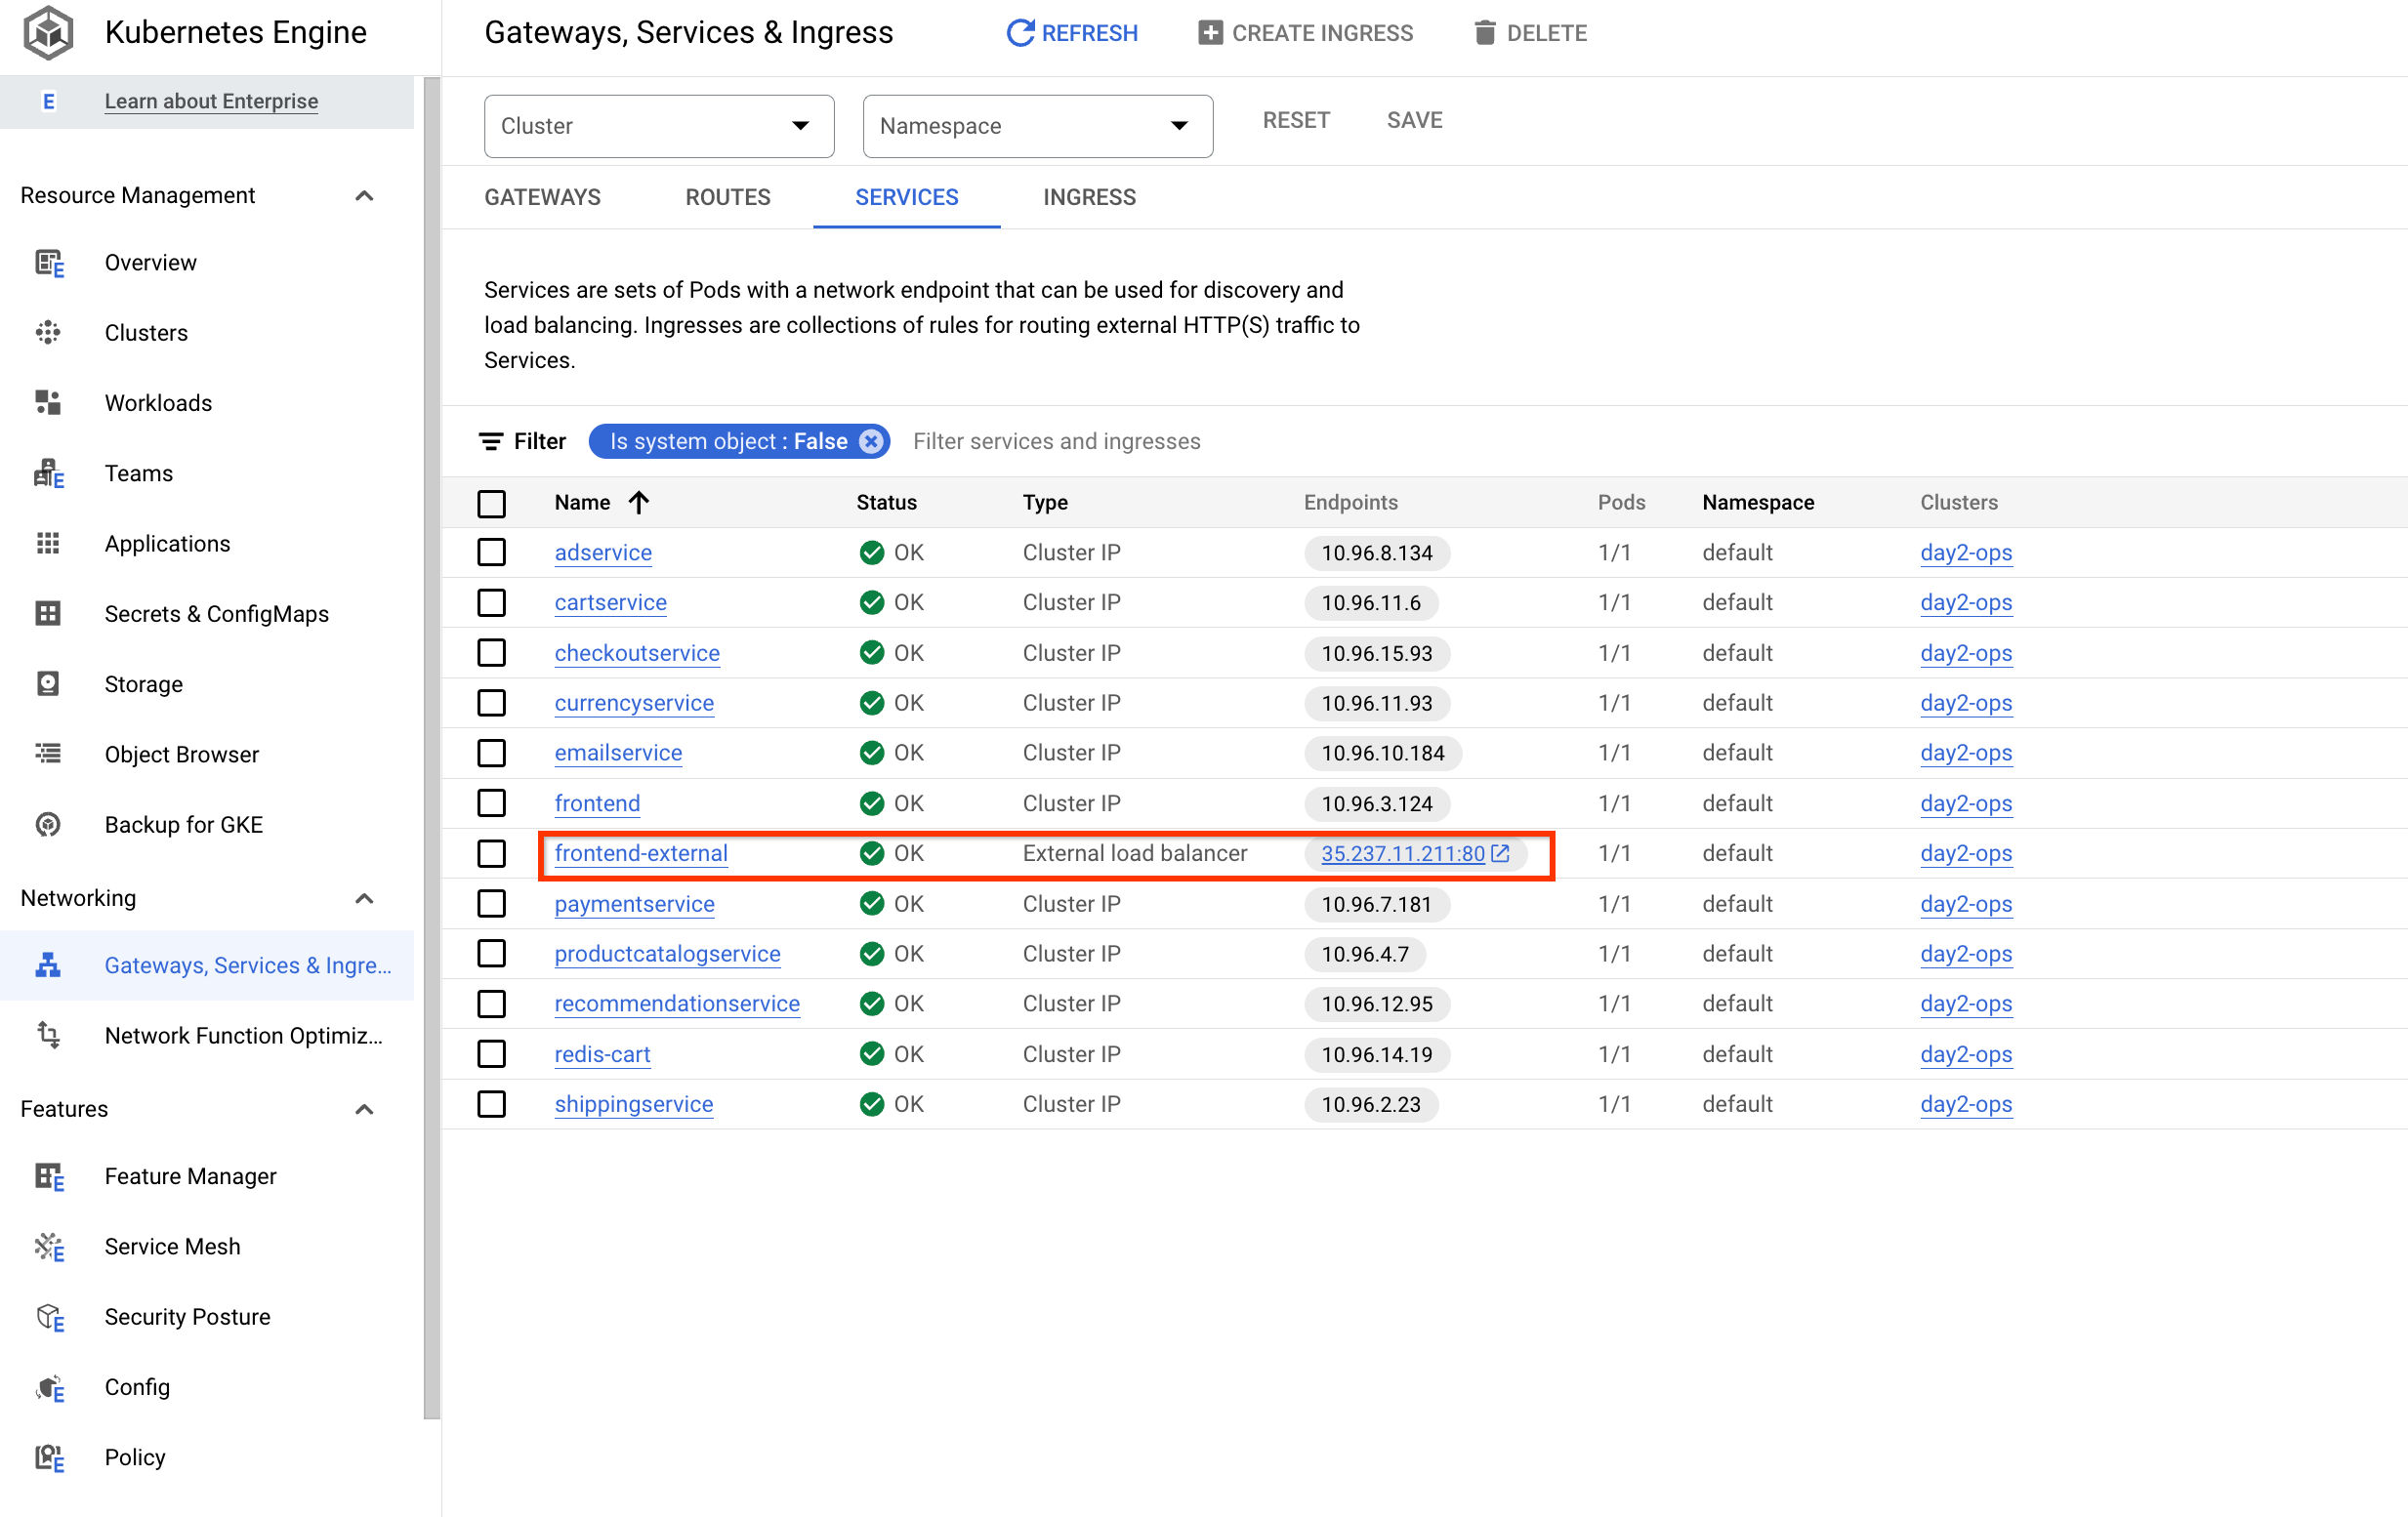 Kubernetes Engine
Gateways, Services & Ingress
REFRESH
CREATE INGRESS
DELETE
E Learn about Enterprise
Cluster
Namespace
RESET
SAVE
Resource Management
E Overview
Clusters
Workloads
E Teams
Applications
Secrets & ConfigMaps
Storage
Object Browser
Backup for GKE
Networking
Gateways, Services & Ingre...
Network Function Optimiz...
Features
E Feature Manager
E Service Mesh
E Security Posture
E Config
E Policy
GATEWAYS ROUTES SERVICES INGRESS
Services are sets of Pods with a network endpoint that can be used for discovery and
load balancing. Ingresses are collections of rules for routing external HTTP(S) traffic to
Services.
Filter Is system object : False Filter services and ingresses
Name Status Type Endpoints Pods Namespace Clusters
adservice OK Cluster IP 10.96.8.134 1/1 default day2-ops
cartservice OK Cluster IP 10.96.11.6 1/1 default day2-ops
checkoutservice OK Cluster IP 10.96.15.93 1/1 default day2-ops
currencyservice OK Cluster IP 10.96.11.93 1/1 default day2-ops
emailservice OK Cluster IP 10.96.10.184 1/1 default day2-ops
frontend OK Cluster IP 10.96.3.124 1/1 default day2-ops
frontend-external OK External load balancer 35.237.11.211:80 1/1 default day2-ops
paymentservice OK Cluster IP 10.96.7.181 1/1 default day2-ops
productcatalogservice OK Cluster IP 10.96.4.7 1/1 default day2-ops
recommendationservice OK Cluster IP 10.96.12.95 1/1 default day2-ops
redis-cart OK Cluster IP 10.96.14.19 1/1 default day2-ops
shippingservice OK Cluster IP 10.96.2.23 1/1 default day2-ops